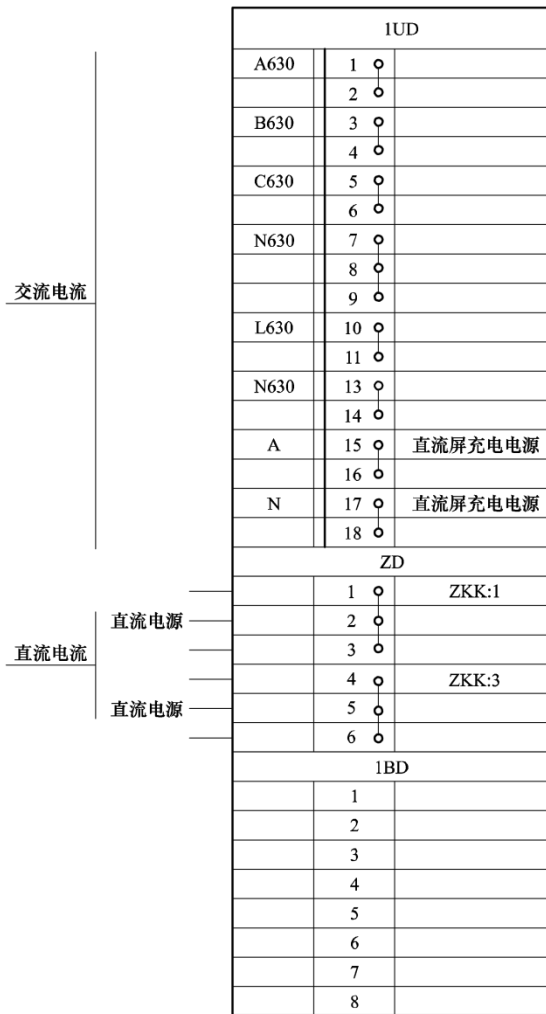 1UD
A630 1
2
B630 3
4
C630 5
6
N630 7
8
9
交流电流
L630 10
11
N630 13
14
A 15 直流屏充电电源
16
N 17 直流屏充电电源
18
ZD
1 ZKK:1
直流电源 2
直流电流 3
4 ZKK:3
直流电源 5
6
1BD
1
2
3
4
5
6
7
8